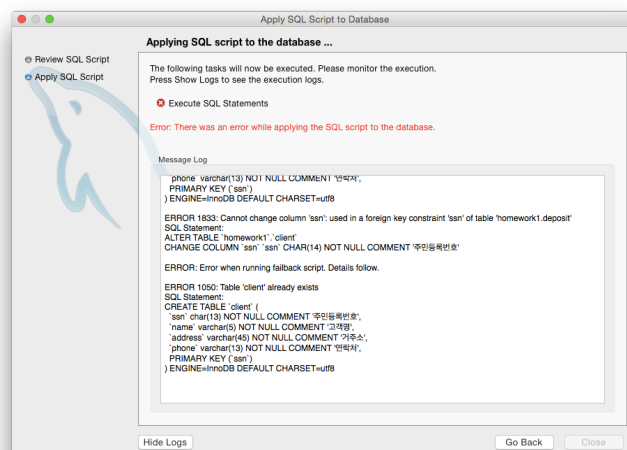 Apply SQL Script to Database
Review SQL Script
Apply SQL Script
Applying SQL script to the database ...
The following tasks will now be executed. Please monitor the execution.
Press Show Logs to see the execution logs.
Execute SQL Statements
Error: There was an error while applying the SQL script to the database.
Message Log
`phone` varchar(13) NOT NULL COMMENT '연락처',
PRIMARY KEY (`ssn`)
) ENGINE=InnoDB DEFAULT CHARSET=utf8
ERROR 1833: Cannot change column 'ssn': used in a foreign key constraint 'ssn' of table 'homework1.deposit'
SQL Statement:
ALTER TABLE `homework1`.`client`
CHANGE COLUMN `ssn` `ssn` CHAR(14) NOT NULL COMMENT '주민등록번호'
ERROR: Error when running failback script. Details follow.
ERROR 1050: Table 'client' already exists
SQL Statement:
CREATE TABLE `client` (
`ssn` char(13) NOT NULL COMMENT '주민등록번호',
`name` varchar(5) NOT NULL COMMENT '고객명',
`address` varchar(45) NOT NULL COMMENT '거주소',
`phone` varchar(13) NOT NULL COMMENT '연락처',
PRIMARY KEY (`ssn`)
) ENGINE=InnoDB DEFAULT CHARSET=utf8
Hide Logs
Go Back
Close